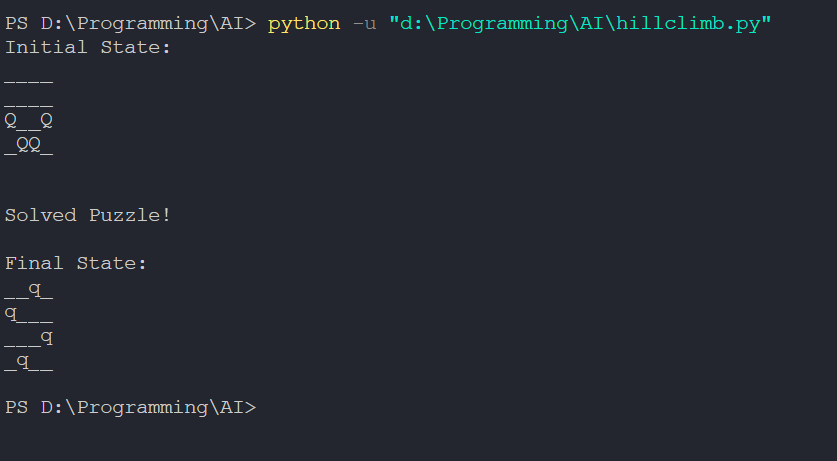 PS D:\Programming\AI> python -u "d:\Programming\AI\hillclimb.py"
Initial State:
____
____
Q__Q
_QQ_
Solved Puzzle!
Final State:
__q_
q___
___q
_q__
PS D:\Programming\AI>